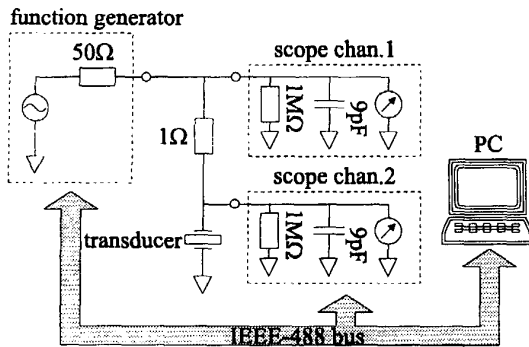 function generator
50Ω
scope chan.1
1MΩ
9pF
1Ω
PC
scope chan.2
1MΩ
9pF
transducer
IEEE-488 bus